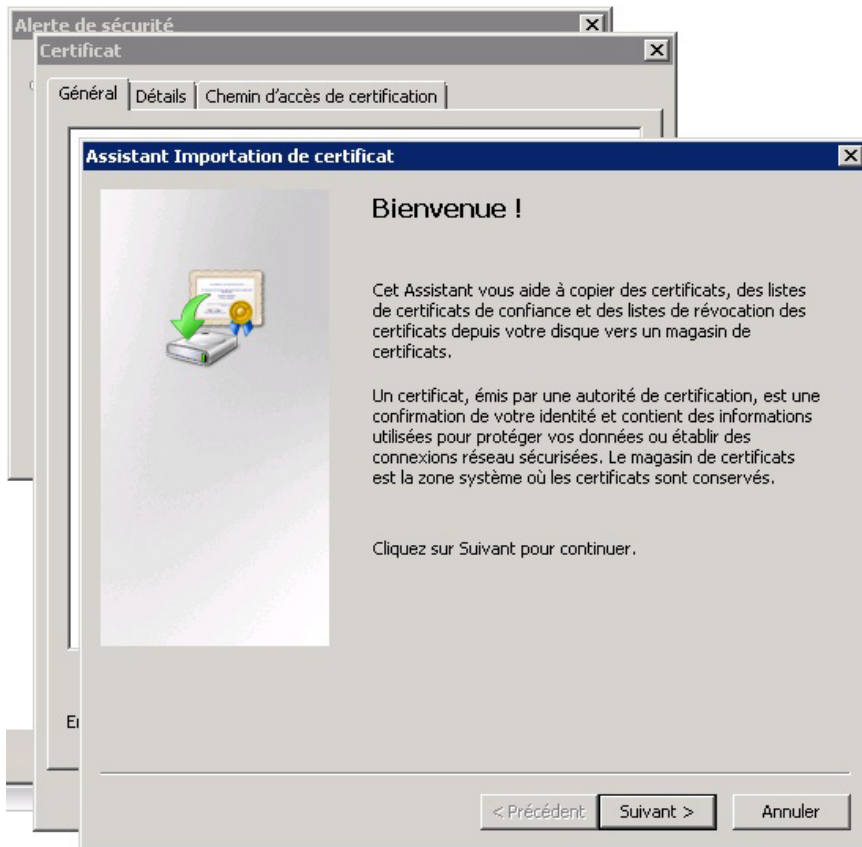 Alerte de sécurité
Certificat
Général
Détails
Chemin d'accès de certification
Assistant Importation de certificat
Bienvenue !
Cet Assistant vous aide à copier des certificats, des listes
de certificats de confiance et des listes de révocation des
certificats depuis votre disque vers un magasin de
certificats.
Un certificat, émis par une autorité de certification, est une
confirmation de votre identité et contient des informations
utilisées pour protéger vos données ou établir des
connexions réseau sécurisées. Le magasin de certificats
est la zone système où les certificats sont conservés.
Cliquez sur Suivant pour continuer.
< Précédent
Suivant >
Annuler